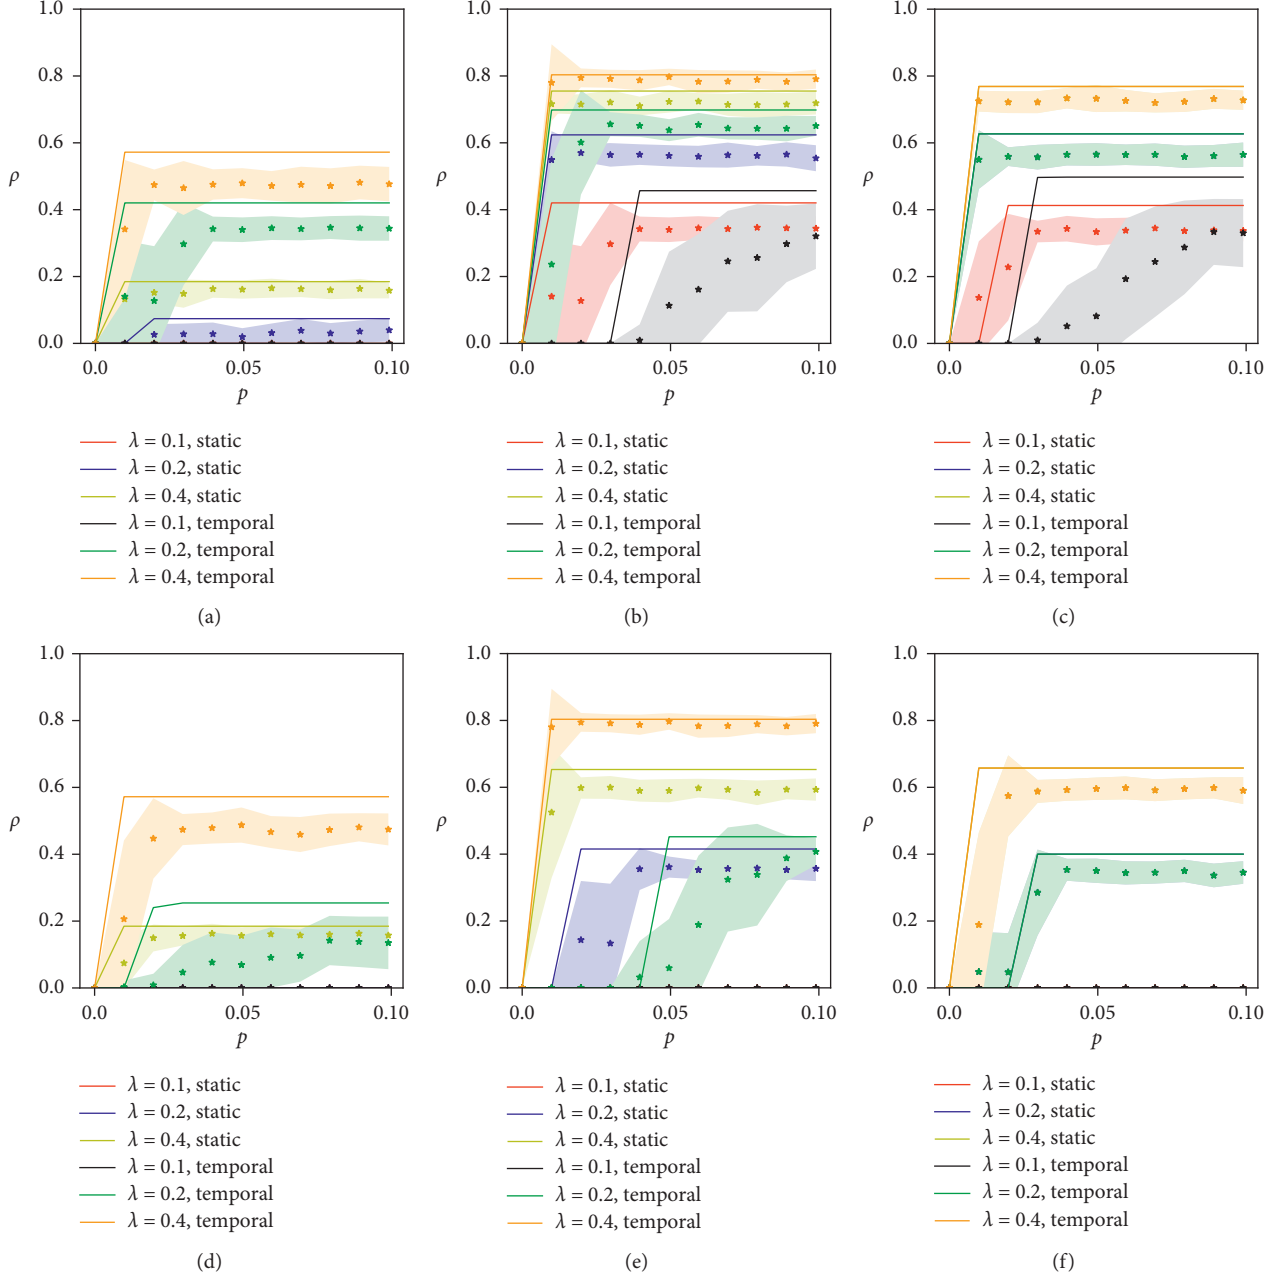 1.0
0.8
0.6
0.4
0.2
0.0
ρ
0.0 0.05 0.10
p
λ = 0.1, static
λ = 0.2, static
λ = 0.4, static
λ = 0.1, temporal
λ = 0.2, temporal
λ = 0.4, temporal
(a)
1.0
0.8
0.6
0.4
0.2
0.0
ρ
0.0 0.05 0.10
p
λ = 0.1, static
λ = 0.2, static
λ = 0.4, static
λ = 0.1, temporal
λ = 0.2, temporal
λ = 0.4, temporal
(b)
1.0
0.8
0.6
0.4
0.2
0.0
ρ
0.0 0.05 0.10
p
λ = 0.1, static
λ = 0.2, static
λ = 0.4, static
λ = 0.1, temporal
λ = 0.2, temporal
λ = 0.4, temporal
(c)
1.0
0.8
0.6
0.4
0.2
0.0
ρ
0.0 0.05 0.10
p
λ = 0.1, static
λ = 0.2, static
λ = 0.4, static
λ = 0.1, temporal
λ = 0.2, temporal
λ = 0.4, temporal
(d)
1.0
0.8
0.6
0.4
0.2
0.0
ρ
0.0 0.05 0.10
p
λ = 0.1, static
λ = 0.2, static
λ = 0.4, static
λ = 0.1, temporal
λ = 0.2, temporal
λ = 0.4, temporal
(e)
1.0
0.8
0.6
0.4
0.2
0.0
ρ
0.0 0.05 0.10
p
λ = 0.1, static
λ = 0.2, static
λ = 0.4, static
λ = 0.1, temporal
λ = 0.2, temporal
λ = 0.4, temporal
(f)